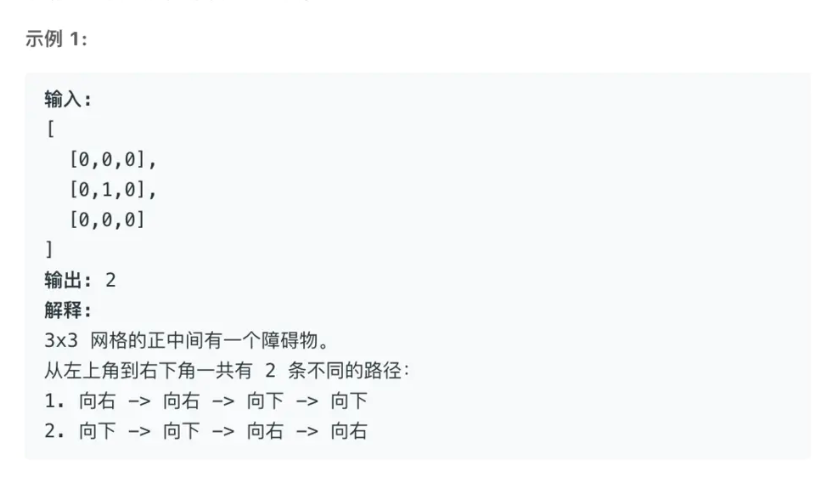 示例 1:
输入:
[
  [0,0,0],
  [0,1,0],
  [0,0,0]
]
输出: 2
解释:
3x3 网格的正中间有一个障碍物。
从左上角到右下角一共有 2 条不同的路径:
1. 向右 -> 向右 -> 向下 -> 向下
2. 向下 -> 向下 -> 向右 -> 向右